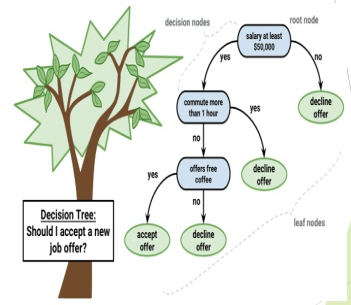 decision nodes
root node
salary at least
$50,000
yes
no
commute more
than 1 hour
yes
decline
offer
no
offers free
coffee
decline
offer
yes
no
leaf nodes
Decision Tree:
Should I accept a new
job offer?
accept
offer
decline
offer